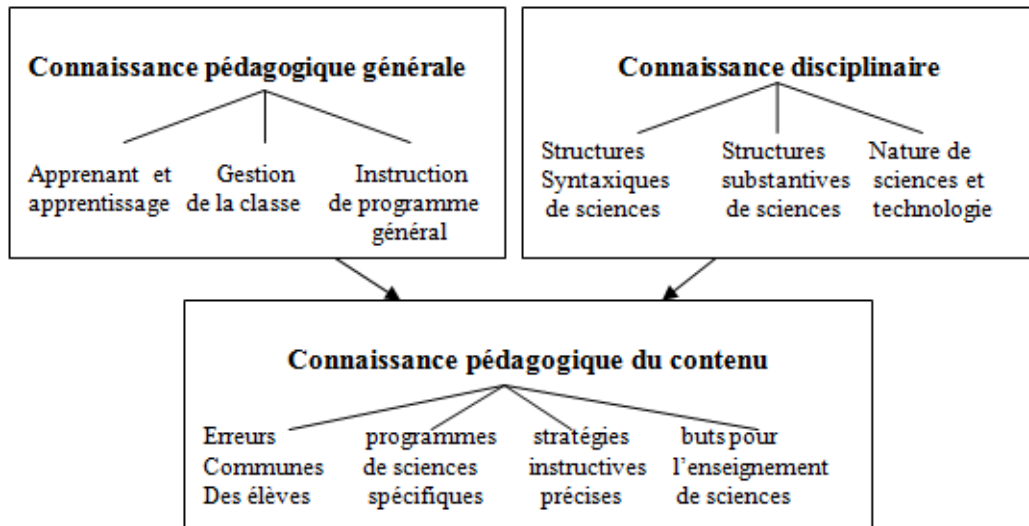 Connaissance pédagogique générale
Apprenant et
apprentissage
Gestion
de la classe
Instruction
de programme
général
Connaissance disciplinaire
Structures
Syntaxiques
de sciences
Structures
substantives
de sciences
Nature de
sciences et
technologie
Connaissance pédagogique du contenu
Erreurs
Communes
Des élèves
programmes
de sciences
spécifiques
stratégies
instructives
précises
buts pour
l'enseignement
de sciences